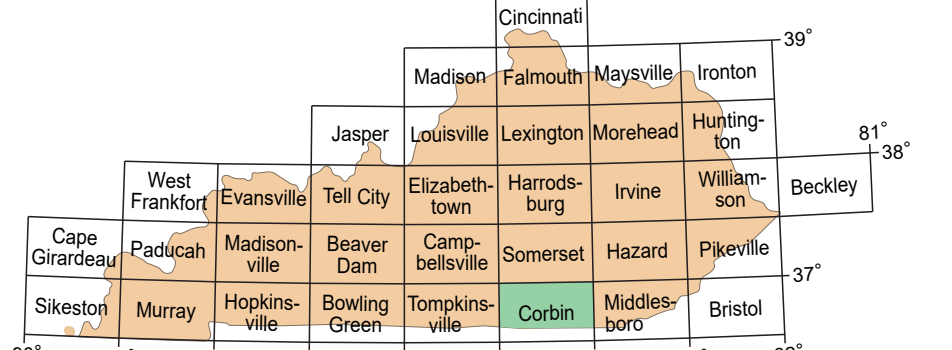 Cincinnati
39°
Madison Falmouth Maysville Ironton
Jasper Louisville Lexington Morehead Hunting-
ton
81°
38°
West
Frankfort Evansville Tell City Elizabeth-
town Harrods-
burg Irvine William-
son Beckley
Cape
Girardeau Paducah Madison-
ville Beaver
Dam Camp-
bellsville Somerset Hazard Pikeville
37°
Sikeston Murray Hopkins-
ville Bowling
Green Tompkins-
ville Corbin Middles-
boro Bristol